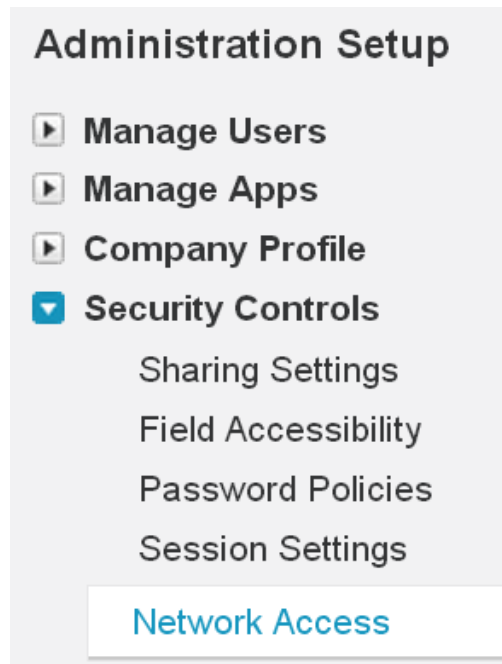 Administration Setup
Manage Users
Manage Apps
Company Profile
Security Controls
Sharing Settings
Field Accessibility
Password Policies
Session Settings
Network Access